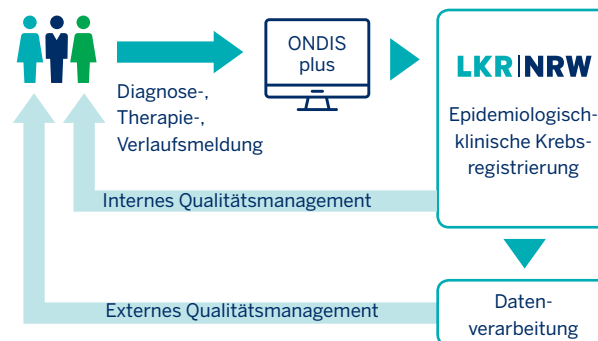 ONDIS
plus
Diagnose-,
Therapie-,
Verlaufsmeldung
LKR|NRW
Epidemiologisch-
klinische Krebs-
registrierung
Internes Qualitätsmanagement
Externes Qualitätsmanagement
Daten-
verarbeitung